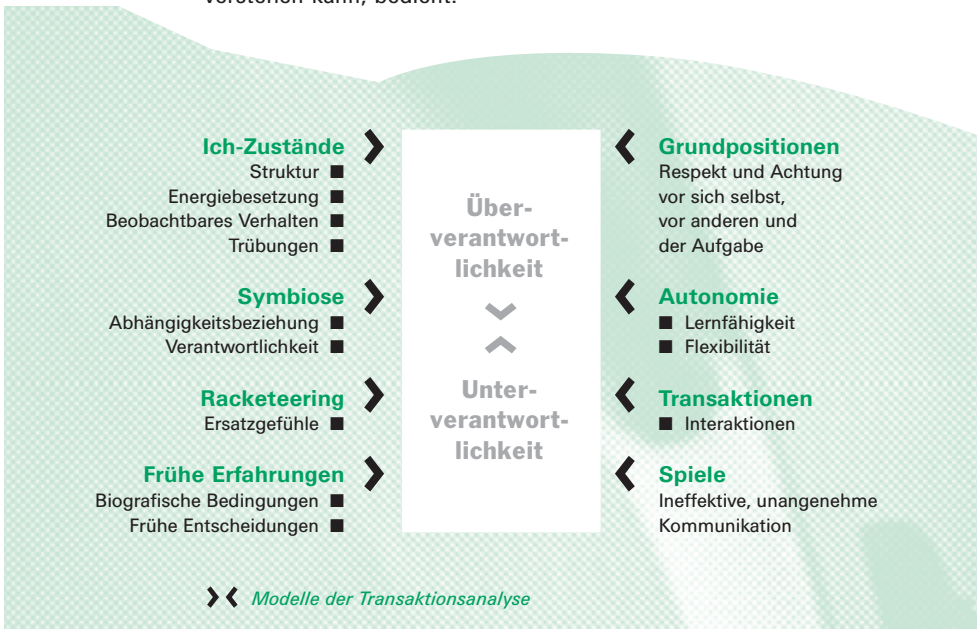 verstehen kann, bedient.
Ich-Zustände
Struktur ■
Energiebesetzung ■
Beobachtbares Verhalten ■
Trübungen ■
Symbiose
Abhängigkeitsbeziehung ■
Verantwortlichkeit ■
Racketeering
Ersatzgefühle ■
Frühe Erfahrungen
Biografische Bedingungen ■
Frühe Entscheidungen ■
Über-
verantwort-
lichkeit
Unter-
verantwort-
lichkeit
Grundpositionen
Respekt und Achtung
vor sich selbst,
vor anderen und
der Aufgabe
Autonomie
■ Lernfähigkeit
■ Flexibilität
Transaktionen
■ Interaktionen
Spiele
Ineffektive, unangenehme
Kommunikation
Modelle der Transaktionsanalyse